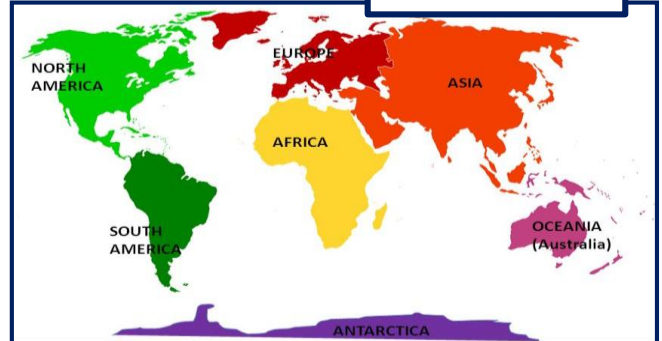 EUROPE
NORTH
AMERICA
ASIA
AFRICA
SOUTH
AMERICA
OCEANIA
(Australia)
ANTARCTICA